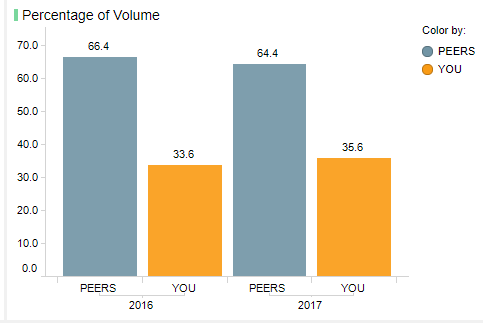 Percentage of Volume
Color by:
PEERS
YOU
70.0
60.0
50.0
40.0
30.0
20.0
10.0
0.0
66.4
33.6
64.4
35.6
PEERS YOU PEERS YOU
2016 2017